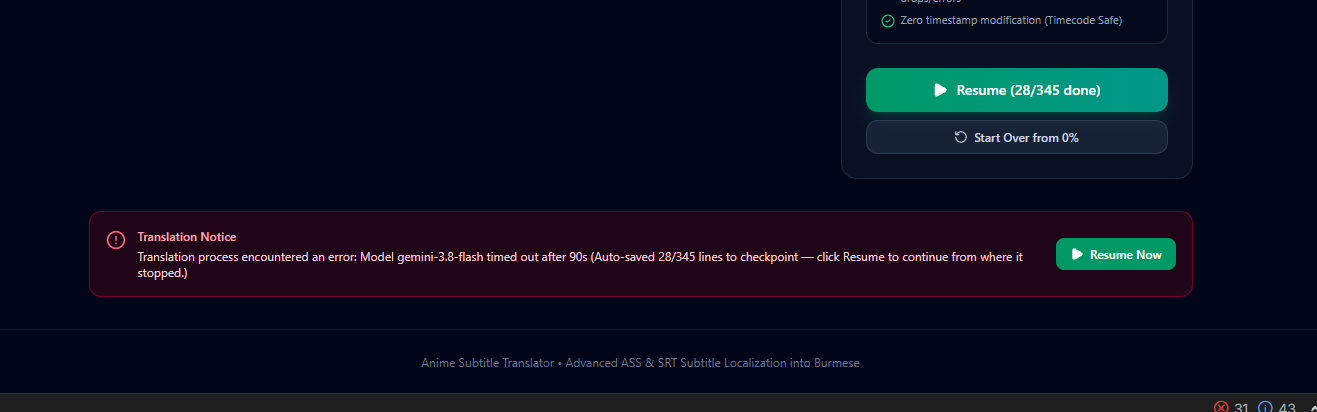 drops/errors
Zero timestamp modification (Timecode Safe)
Resume (28/345 done)
Start Over from 0%
Translation Notice
Translation process encountered an error: Model gemini-3.8-flash timed out after 90s (Auto-saved 28/345 lines to checkpoint — click Resume to continue from where it
stopped.)
Resume Now
Anime Subtitle Translator • Advanced ASS & SRT Subtitle Localization into Burmese
31 43